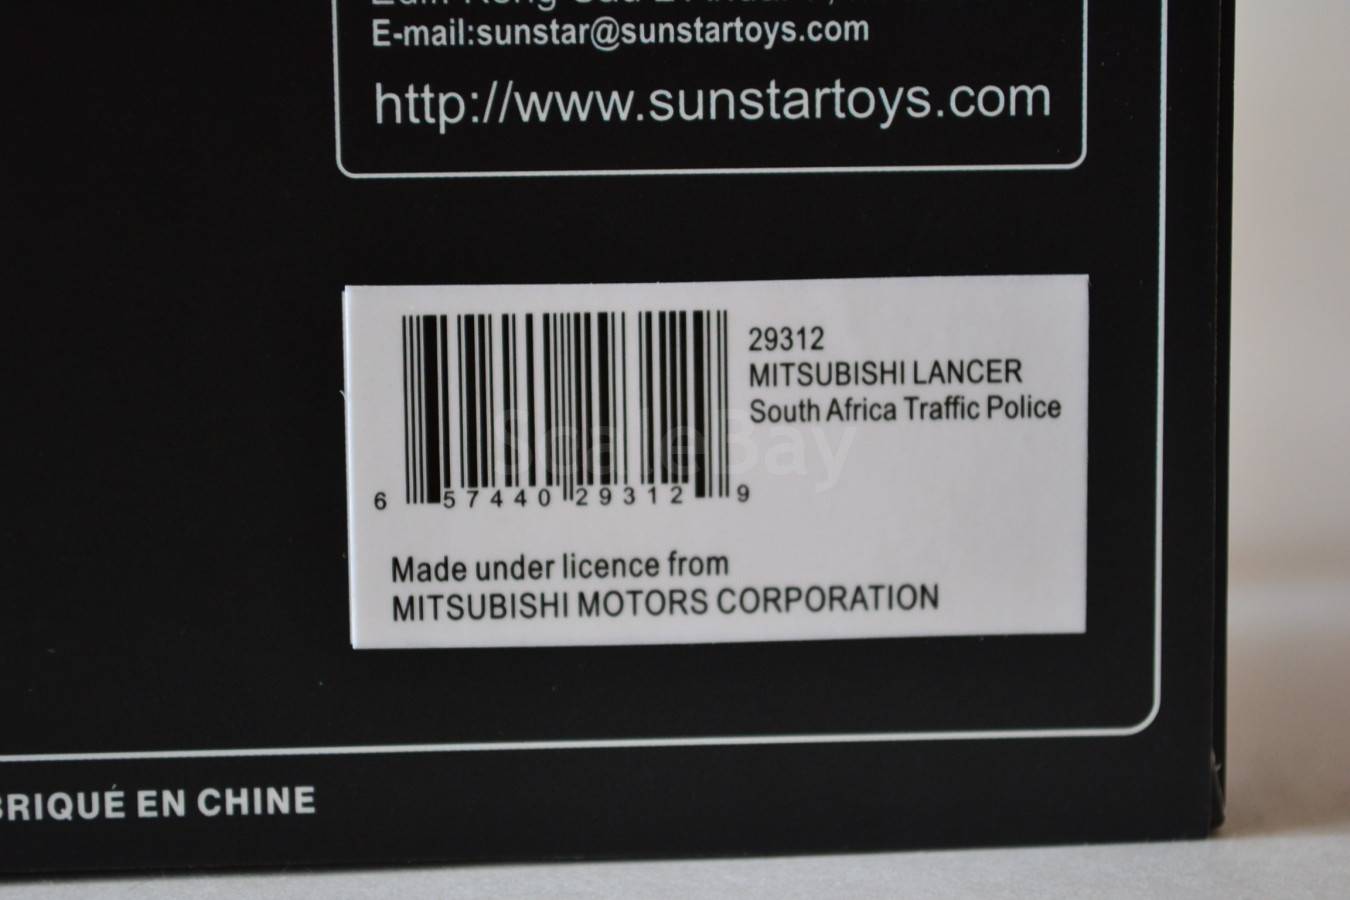 E-mail:sunstar@sunstartoys.com
http://www.sunstartoys.com
29312
MITSUBISHI LANCER
South Africa Traffic Police
ScaleBay
6 57440 29312 9
Made under licence from
MITSUBISHI MOTORS CORPORATION
BRIQUÉ EN CHINE